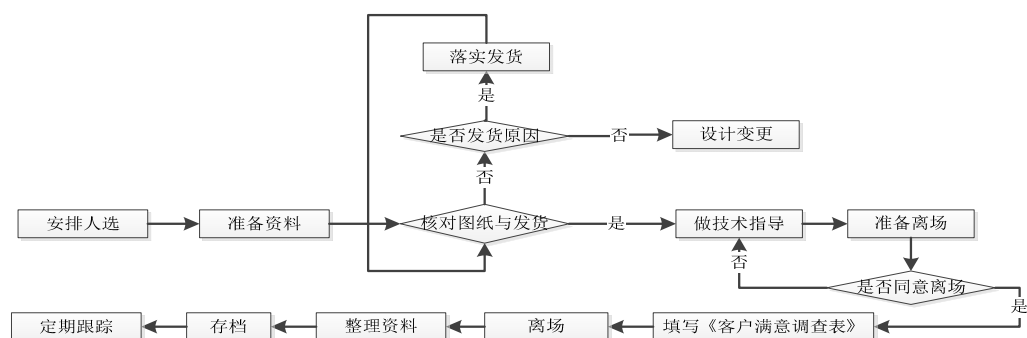 落实发货
是
是否发货原因
否
设计变更
否
安排人选
准备资料
核对图纸与发货
是
做技术指导
准备离场
否
是否同意离场
是
定期跟踪
存档
整理资料
离场
填写《客户满意调查表》